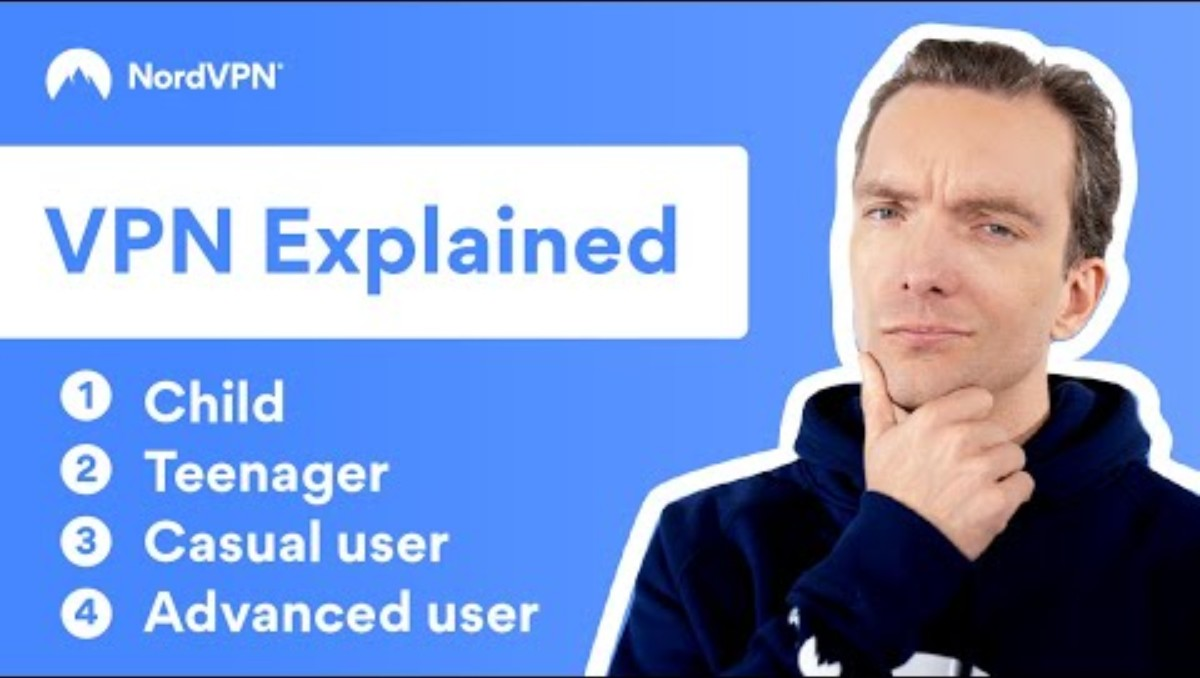 NordVPN®
VPN Explained
1 Child
2 Teenager
3 Casual user
4 Advanced user